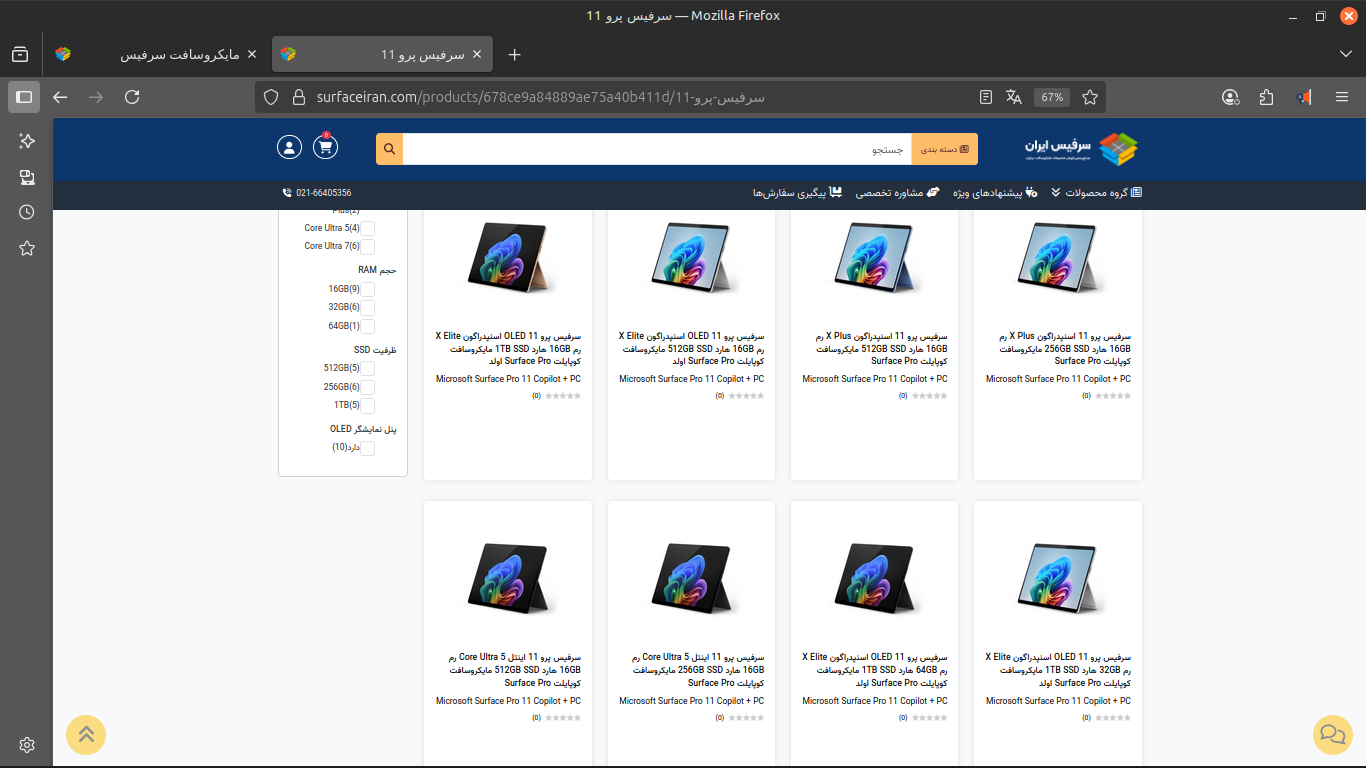 سرفیس پرو 11 — Mozilla Firefox
مایکروسافت سرفیس
سرفیس پرو 11
surfaceiran.com/products/678ce9a84889ae75a40b411d/سرفیس-پرو-11
67%
سرفیس ایران
دسته بندی
جستجو
0
گروه محصولات
پیشنهادهای ویژه
مشاوره تخصصی
پیگیری سفارش‌ها
021-66405356
Plus(2)
Core Ultra 5(4)
Core Ultra 7(6)
حجم RAM
16GB(9)
32GB(6)
64GB(1)
ظرفیت SSD
512GB(5)
256GB(6)
1TB(5)
پنل نمایشگر OLED
دارد(10)
سرفیس پرو 11 اسنپدراگون X Plus رم
16GB هارد 256GB SSD مایکروسافت
کوپایلت Surface Pro
Microsoft Surface Pro 11 Copilot + PC
(0)
سرفیس پرو 11 اسنپدراگون X Plus رم
16GB هارد 512GB SSD مایکروسافت
کوپایلت Surface Pro
Microsoft Surface Pro 11 Copilot + PC
(0)
سرفیس پرو 11 OLED اسنپدراگون X Elite
رم 16GB هارد 512GB SSD مایکروسافت
کوپایلت Surface Pro اولد
Microsoft Surface Pro 11 Copilot + PC
(0)
سرفیس پرو 11 OLED اسنپدراگون X Elite
رم 16GB هارد 1TB SSD مایکروسافت
کوپایلت Surface Pro اولد
Microsoft Surface Pro 11 Copilot + PC
(0)
سرفیس پرو 11 OLED اسنپدراگون X Elite
رم 32GB هارد 1TB SSD مایکروسافت
کوپایلت Surface Pro اولد
Microsoft Surface Pro 11 Copilot + PC
(0)
سرفیس پرو 11 OLED اسنپدراگون X Elite
رم 64GB هارد 1TB SSD مایکروسافت
کوپایلت Surface Pro اولد
Microsoft Surface Pro 11 Copilot + PC
(0)
سرفیس پرو 11 اینتل Core Ultra 5 رم
16GB هارد 256GB SSD مایکروسافت
کوپایلت Surface Pro
Microsoft Surface Pro 11 Copilot + PC
(0)
سرفیس پرو 11 اینتل Core Ultra 5 رم
16GB هارد 512GB SSD مایکروسافت
کوپایلت Surface Pro
Microsoft Surface Pro 11 Copilot + PC
(0)